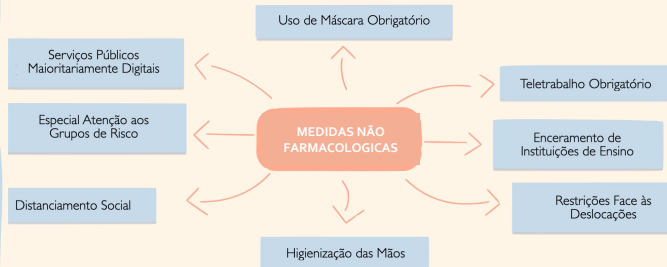 Uso de Máscara Obrigatório
Serviços Públicos
Maioritariamente Digitais
Teletrabalho Obrigatório
Especial Atenção aos
Grupos de Risco
MEDIDAS NÃO
FARMACOLOGICAS
Enceramento de
Instituições de Ensino
Distanciamento Social
Restrições Face às
Deslocações
Higienização das Mãos